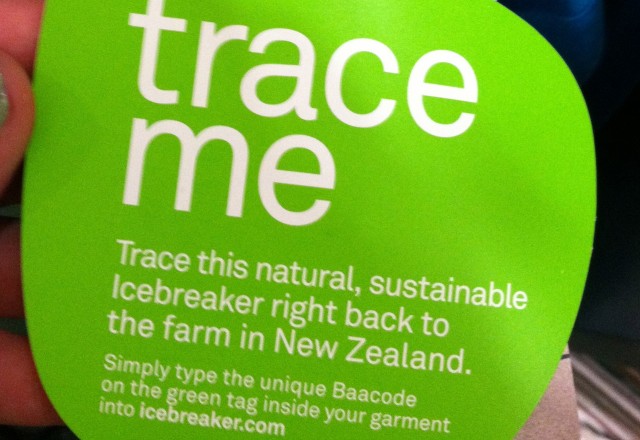 trace
me
Trace this natural, sustainable
Icebreaker right back to
the farm in New Zealand.
Simply type the unique Baacode
on the green tag inside your garment
into icebreaker.com